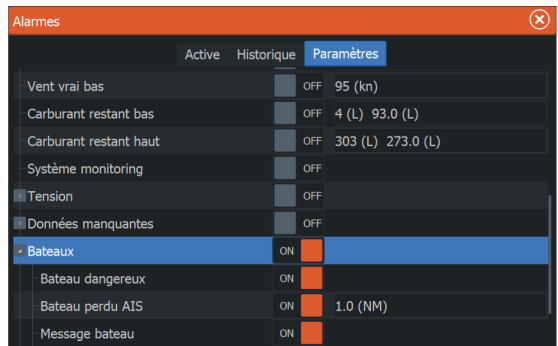 Alarmes
Active Historique Paramètres
Vent vrai bas OFF 95 (kn)
Carburant restant bas OFF 4 (L) 93.0 (L)
Carburant restant haut OFF 303 (L) 273.0 (L)
Système monitoring OFF
Tension OFF
Données manquantes OFF
Bateaux ON
Bateau dangereux ON
Bateau perdu AIS ON 1.0 (NM)
Message bateau ON